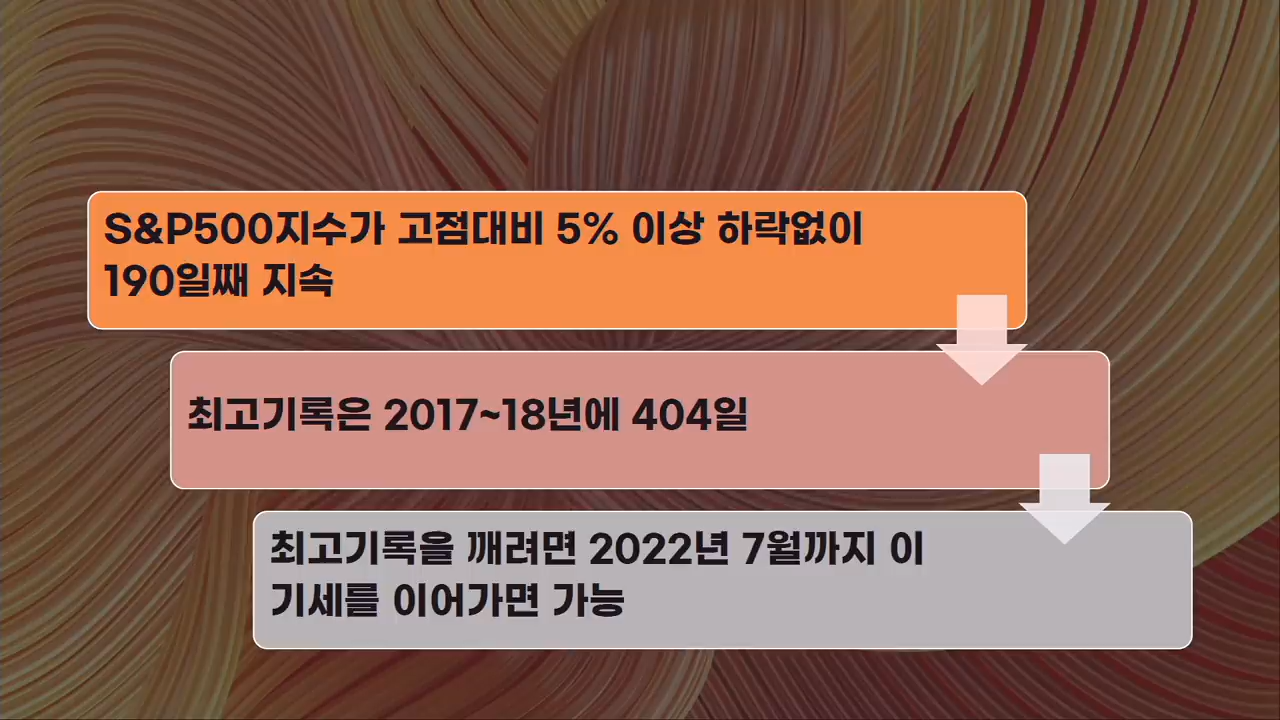 S&P500지수가 고점대비 5% 이상 하락없이
190일째 지속
최고기록은 2017~18년에 404일
최고기록을 깨려면 2022년 7월까지 이
기세를 이어가면 가능